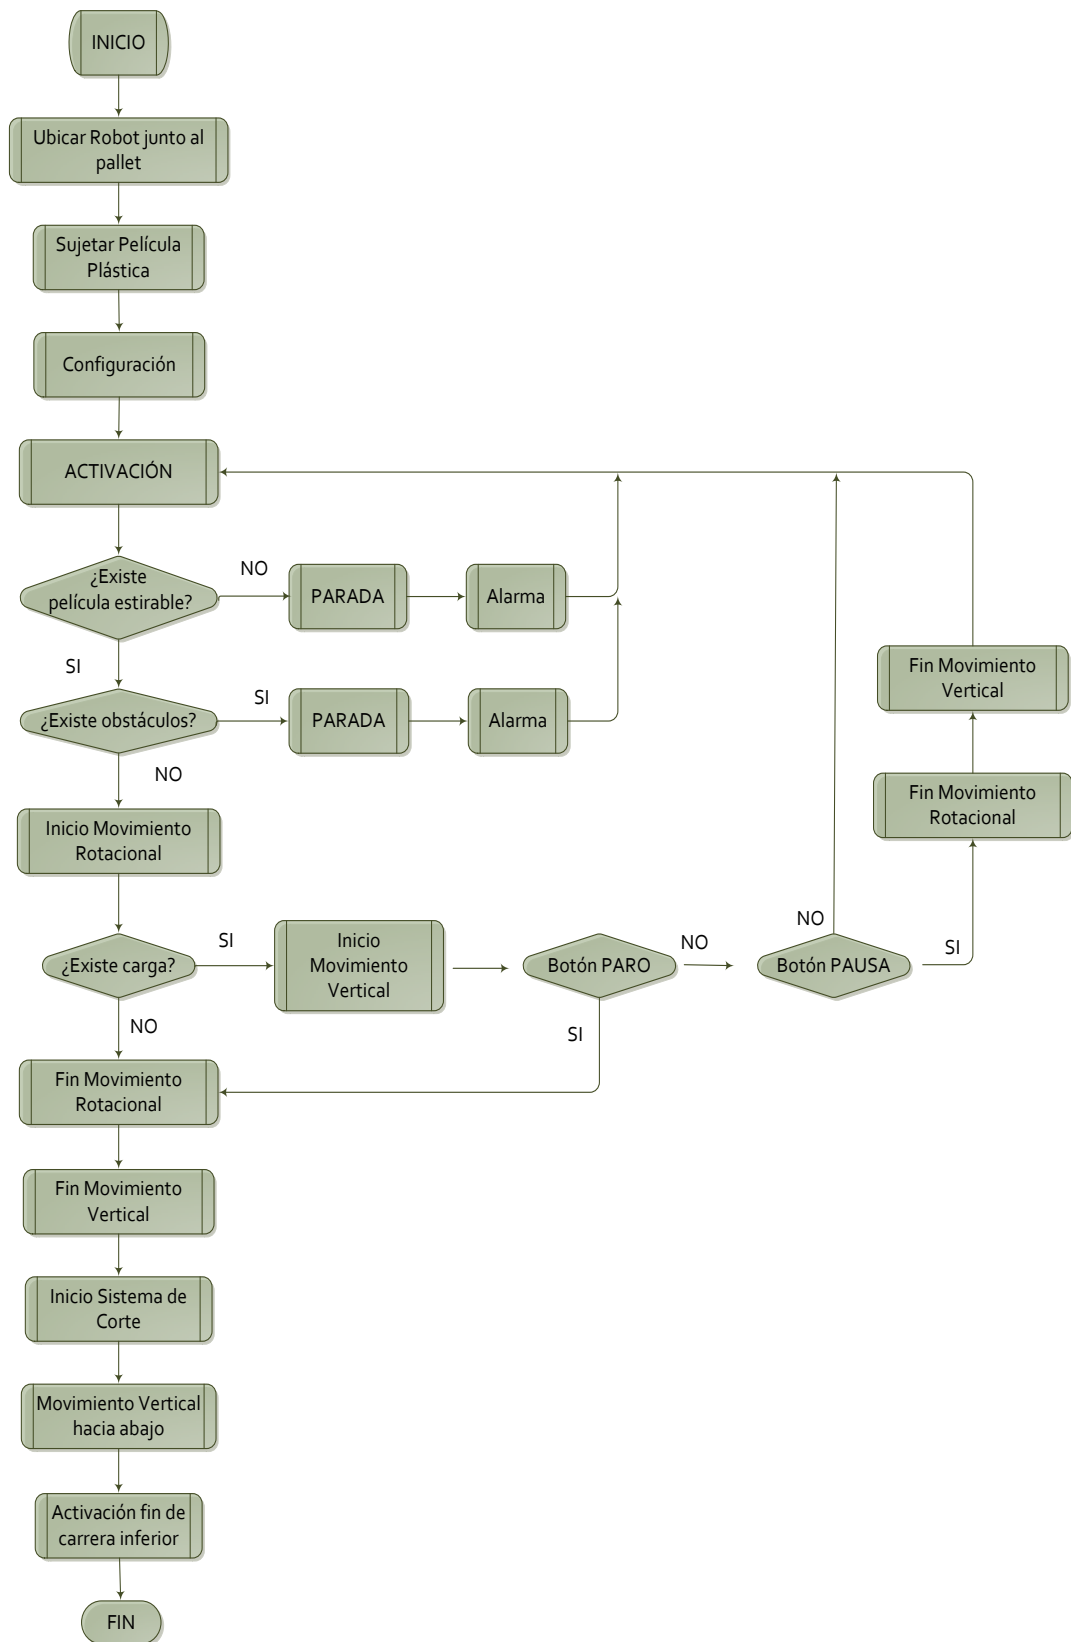 INICIO
Ubicar Robot junto al
pallet
Sujetar Película
Plástica
Configuración
ACTIVACIÓN
¿Existe
película estirable?
NO
PARADA
Alarma
SI
¿Existe obstáculos?
SI
PARADA
Alarma
NO
Fin Movimiento
Vertical
Fin Movimiento
Rotacional
Inicio Movimiento
Rotacional
¿Existe carga?
SI
Inicio
Movimiento
Vertical
Botón PARO
NO
Botón PAUSA
NO
SI
NO
SI
Fin Movimiento
Rotacional
Fin Movimiento
Vertical
Inicio Sistema de
Corte
Movimiento Vertical
hacia abajo
Activación fin de
carrera inferior
FIN